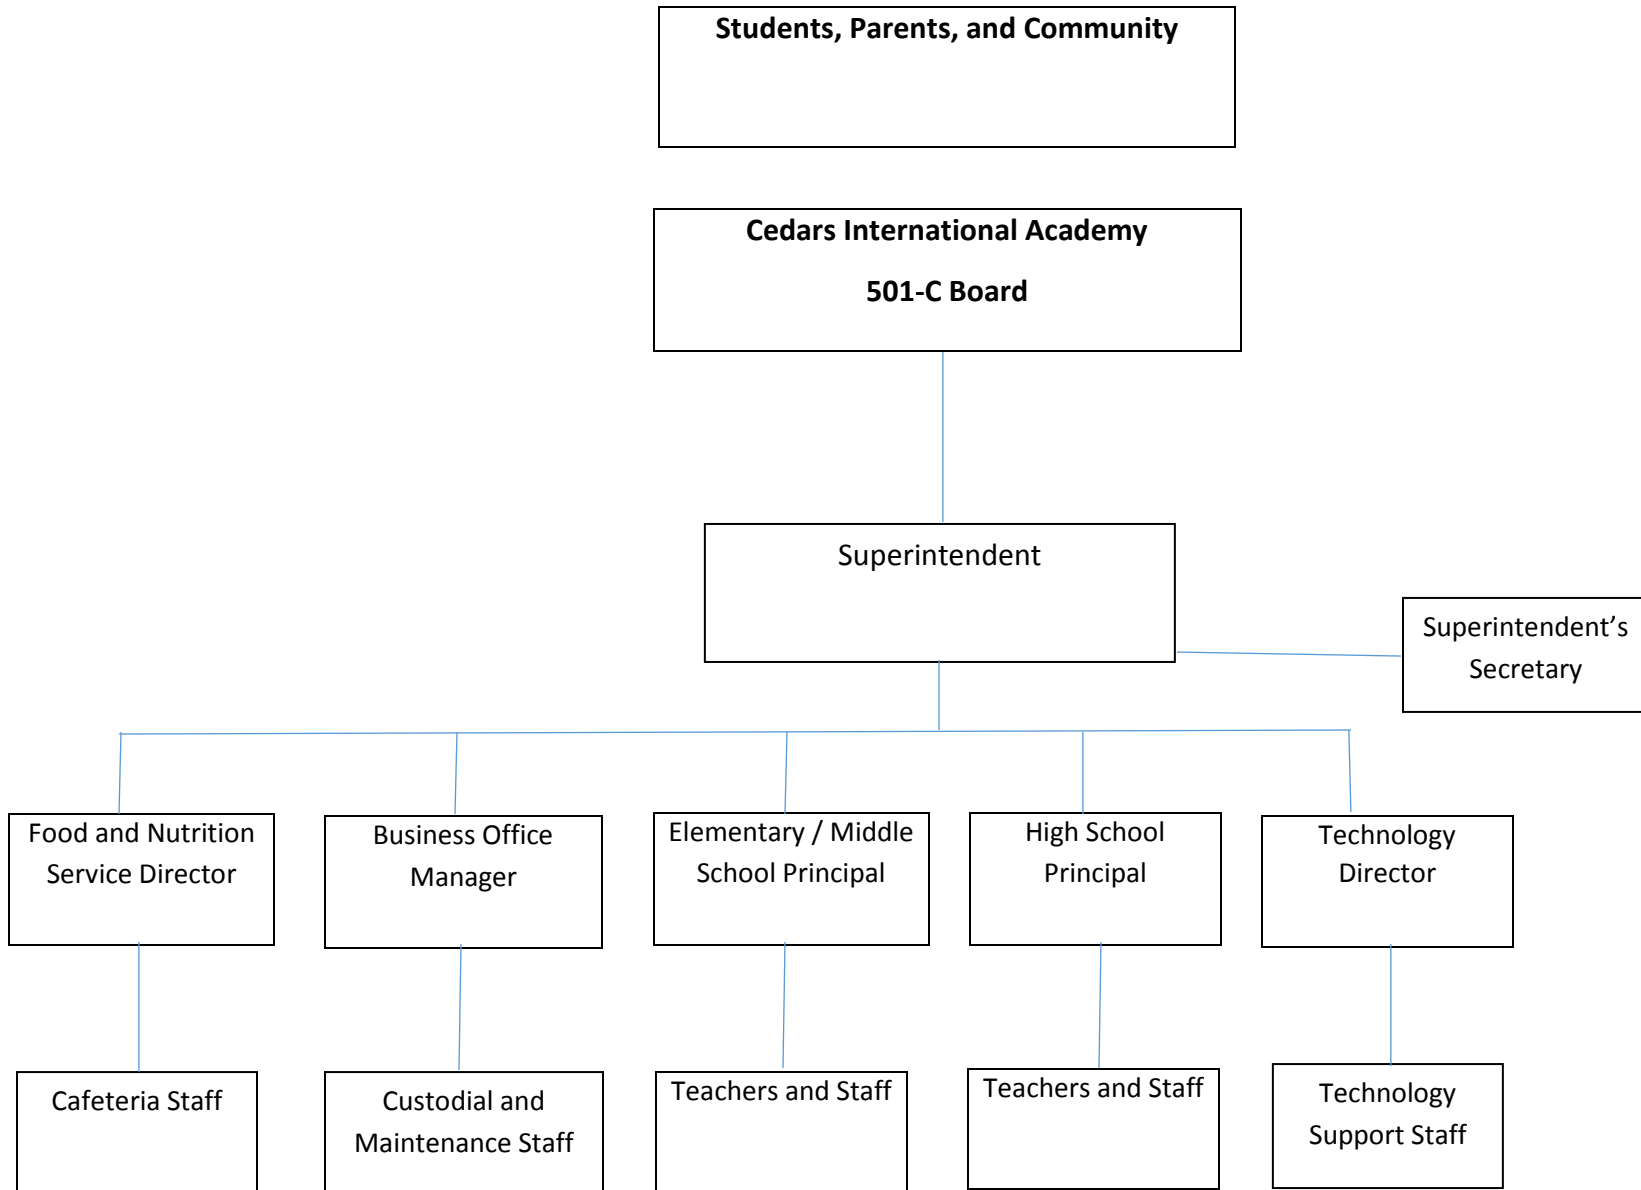 Students, Parents, and Community
Cedars International Academy
501-C Board
Superintendent
Superintendent’s
Secretary
Food and Nutrition
Service Director
Business Office
Manager
Elementary / Middle
School Principal
High School
Principal
Technology
Director
Cafeteria Staff
Custodial and
Maintenance Staff
Teachers and Staff
Teachers and Staff
Technology
Support Staff